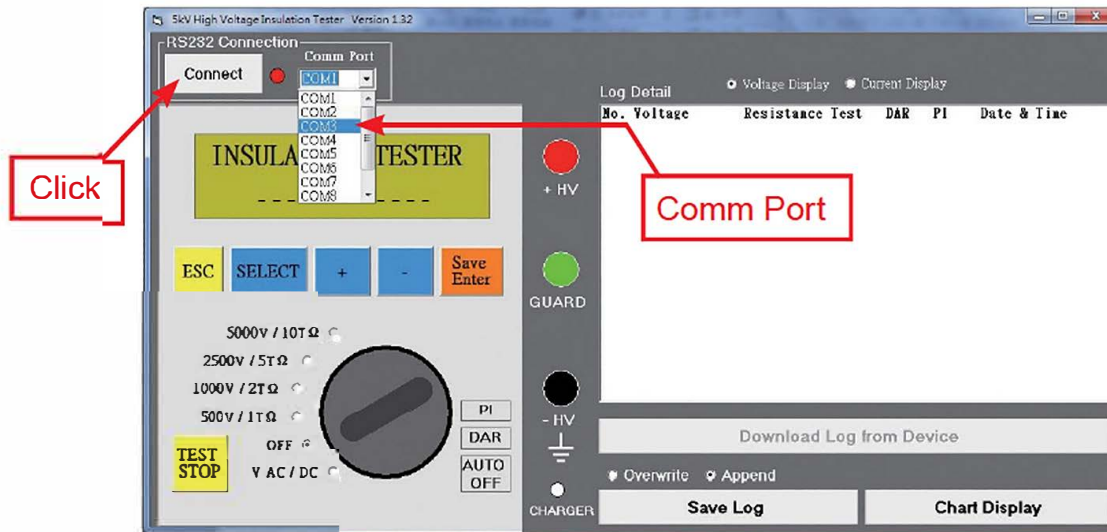 5kV High Voltage Insulation Tester Version 1.32
RS232 Connection
Comm Port
Connect
COM1
COM1
COM2
COM3
COM4
COM5
COM6
COM7
COM8
Click
Comm Port
INSULA TESTER
ESC
SELECT
+
-
Save
Enter
5000V / 10TΩ
2500V / 5TΩ
1000V / 2TΩ
500V / 1TΩ
OFF
V AC / DC
TEST
STOP
PI
DAR
AUTO
OFF
+ HV
GUARD
- HV
CHARGER
Log Detail
Voltage Display
Current Display
No. Voltage Resistance Test DAR PI Date & Time
Download Log from Device
Overwrite
Append
Save Log
Chart Display